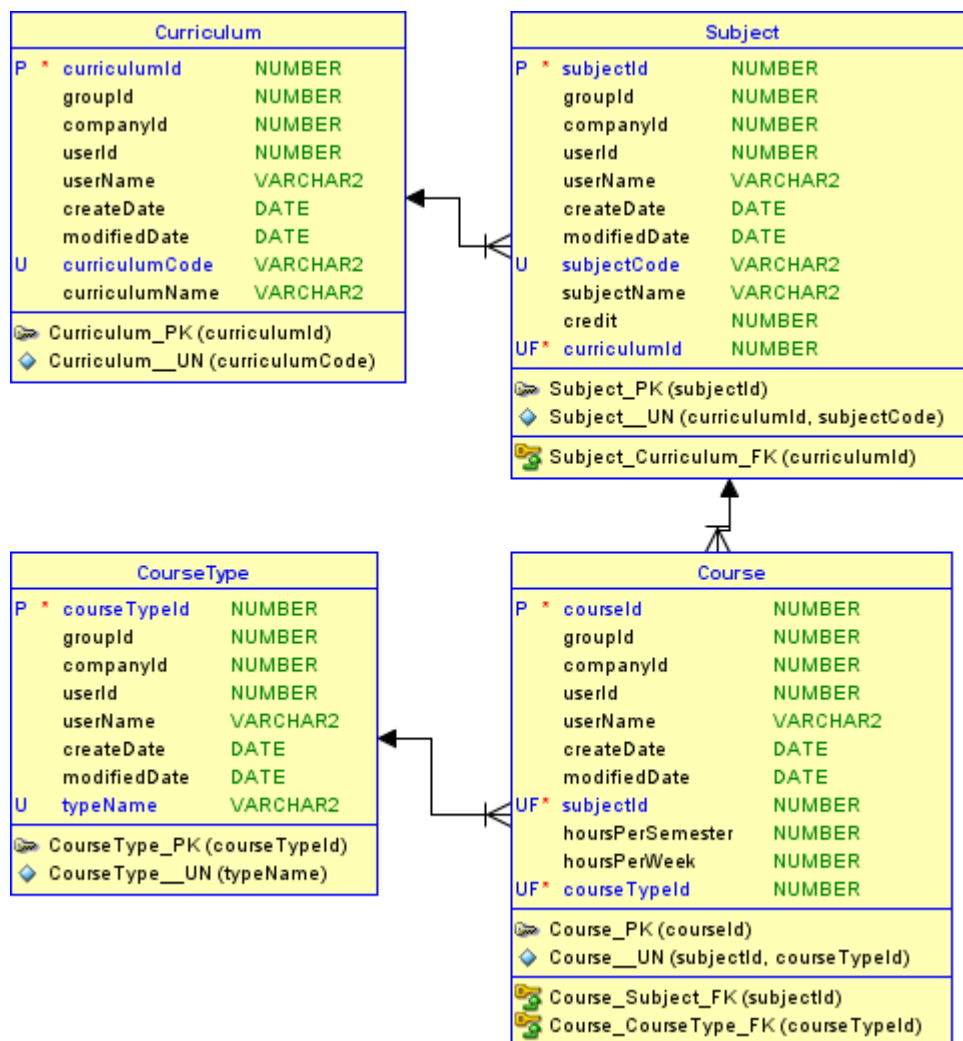 Curriculum
P * curriculumId NUMBER
groupId NUMBER
companyId NUMBER
userId NUMBER
userName VARCHAR2
createDate DATE
modifiedDate DATE
U curriculumCode VARCHAR2
curriculumName VARCHAR2
Curriculum_PK (curriculumId)
Curriculum__UN (curriculumCode)
Subject
P * subjectId NUMBER
groupId NUMBER
companyId NUMBER
userId NUMBER
userName VARCHAR2
createDate DATE
modifiedDate DATE
U subjectCode VARCHAR2
subjectName VARCHAR2
credit NUMBER
UF* curriculumId NUMBER
Subject_PK (subjectId)
Subject__UN (curriculumId, subjectCode)
Subject_Curriculum_FK (curriculumId)
CourseType
P * courseTypeId NUMBER
groupId NUMBER
companyId NUMBER
userId NUMBER
userName VARCHAR2
createDate DATE
modifiedDate DATE
U typeName VARCHAR2
CourseType_PK (courseTypeId)
CourseType__UN (typeName)
Course
P * courseId NUMBER
groupId NUMBER
companyId NUMBER
userId NUMBER
userName VARCHAR2
createDate DATE
modifiedDate DATE
UF* subjectId NUMBER
hoursPerSemester NUMBER
hoursPerWeek NUMBER
UF* courseTypeId NUMBER
Course_PK (courseId)
Course__UN (subjectId, courseTypeId)
Course_Subject_FK (subjectId)
Course_CourseType_FK (courseTypeId)